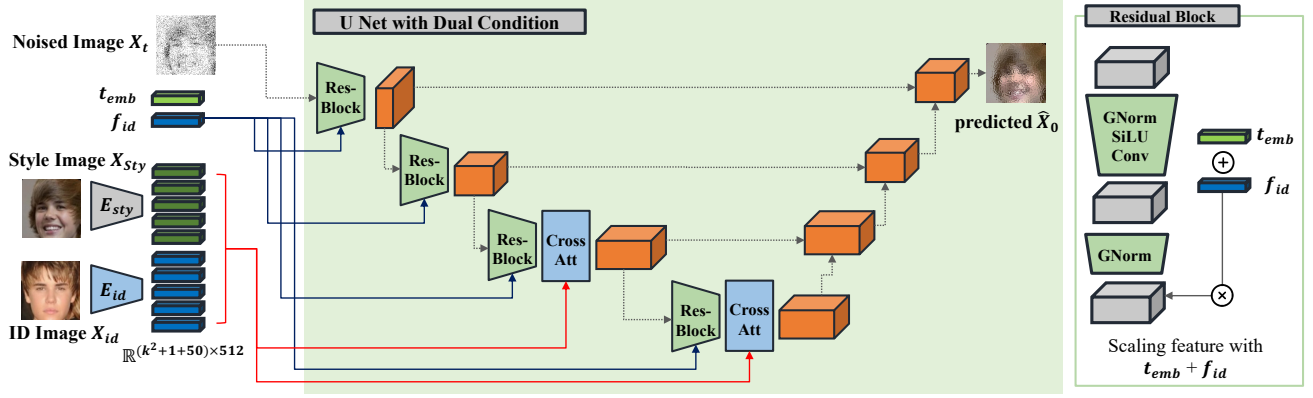 U Net with Dual Condition
Noised Image X_t
t_emb
f_id
Style Image X_Sty
E_sty
E_id
ID Image X_id
ℝ^(k²+1+50)×512
Res-
Block
Res-
Block
Res-
Block
Cross
Att
Res-
Block
Cross
Att
predicted X̂_0
Residual Block
GNorm
SiLU
Conv
t_emb
+
f_id
GNorm
×
Scaling feature with
t_emb + f_id